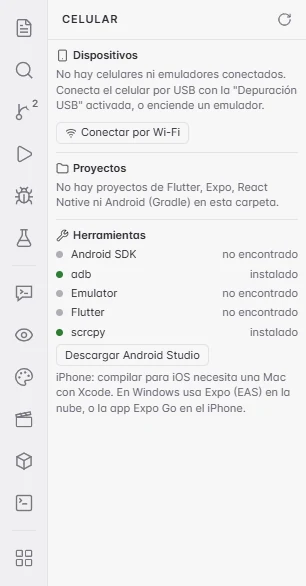 CELULAR
2
Dispositivos
No hay celulares ni emuladores conectados.
Conecta el celular por USB con la "Depuración
USB" activada, o enciende un emulador.
Conectar por Wi-Fi
Proyectos
No hay proyectos de Flutter, Expo, React
Native ni Android (Gradle) en esta carpeta.
Herramientas
Android SDK no encontrado
adb instalado
Emulator no encontrado
Flutter no encontrado
scrcpy instalado
Descargar Android Studio
iPhone: compilar para iOS necesita una Mac
con Xcode. En Windows usa Expo (EAS) en la
nube, o la app Expo Go en el iPhone.